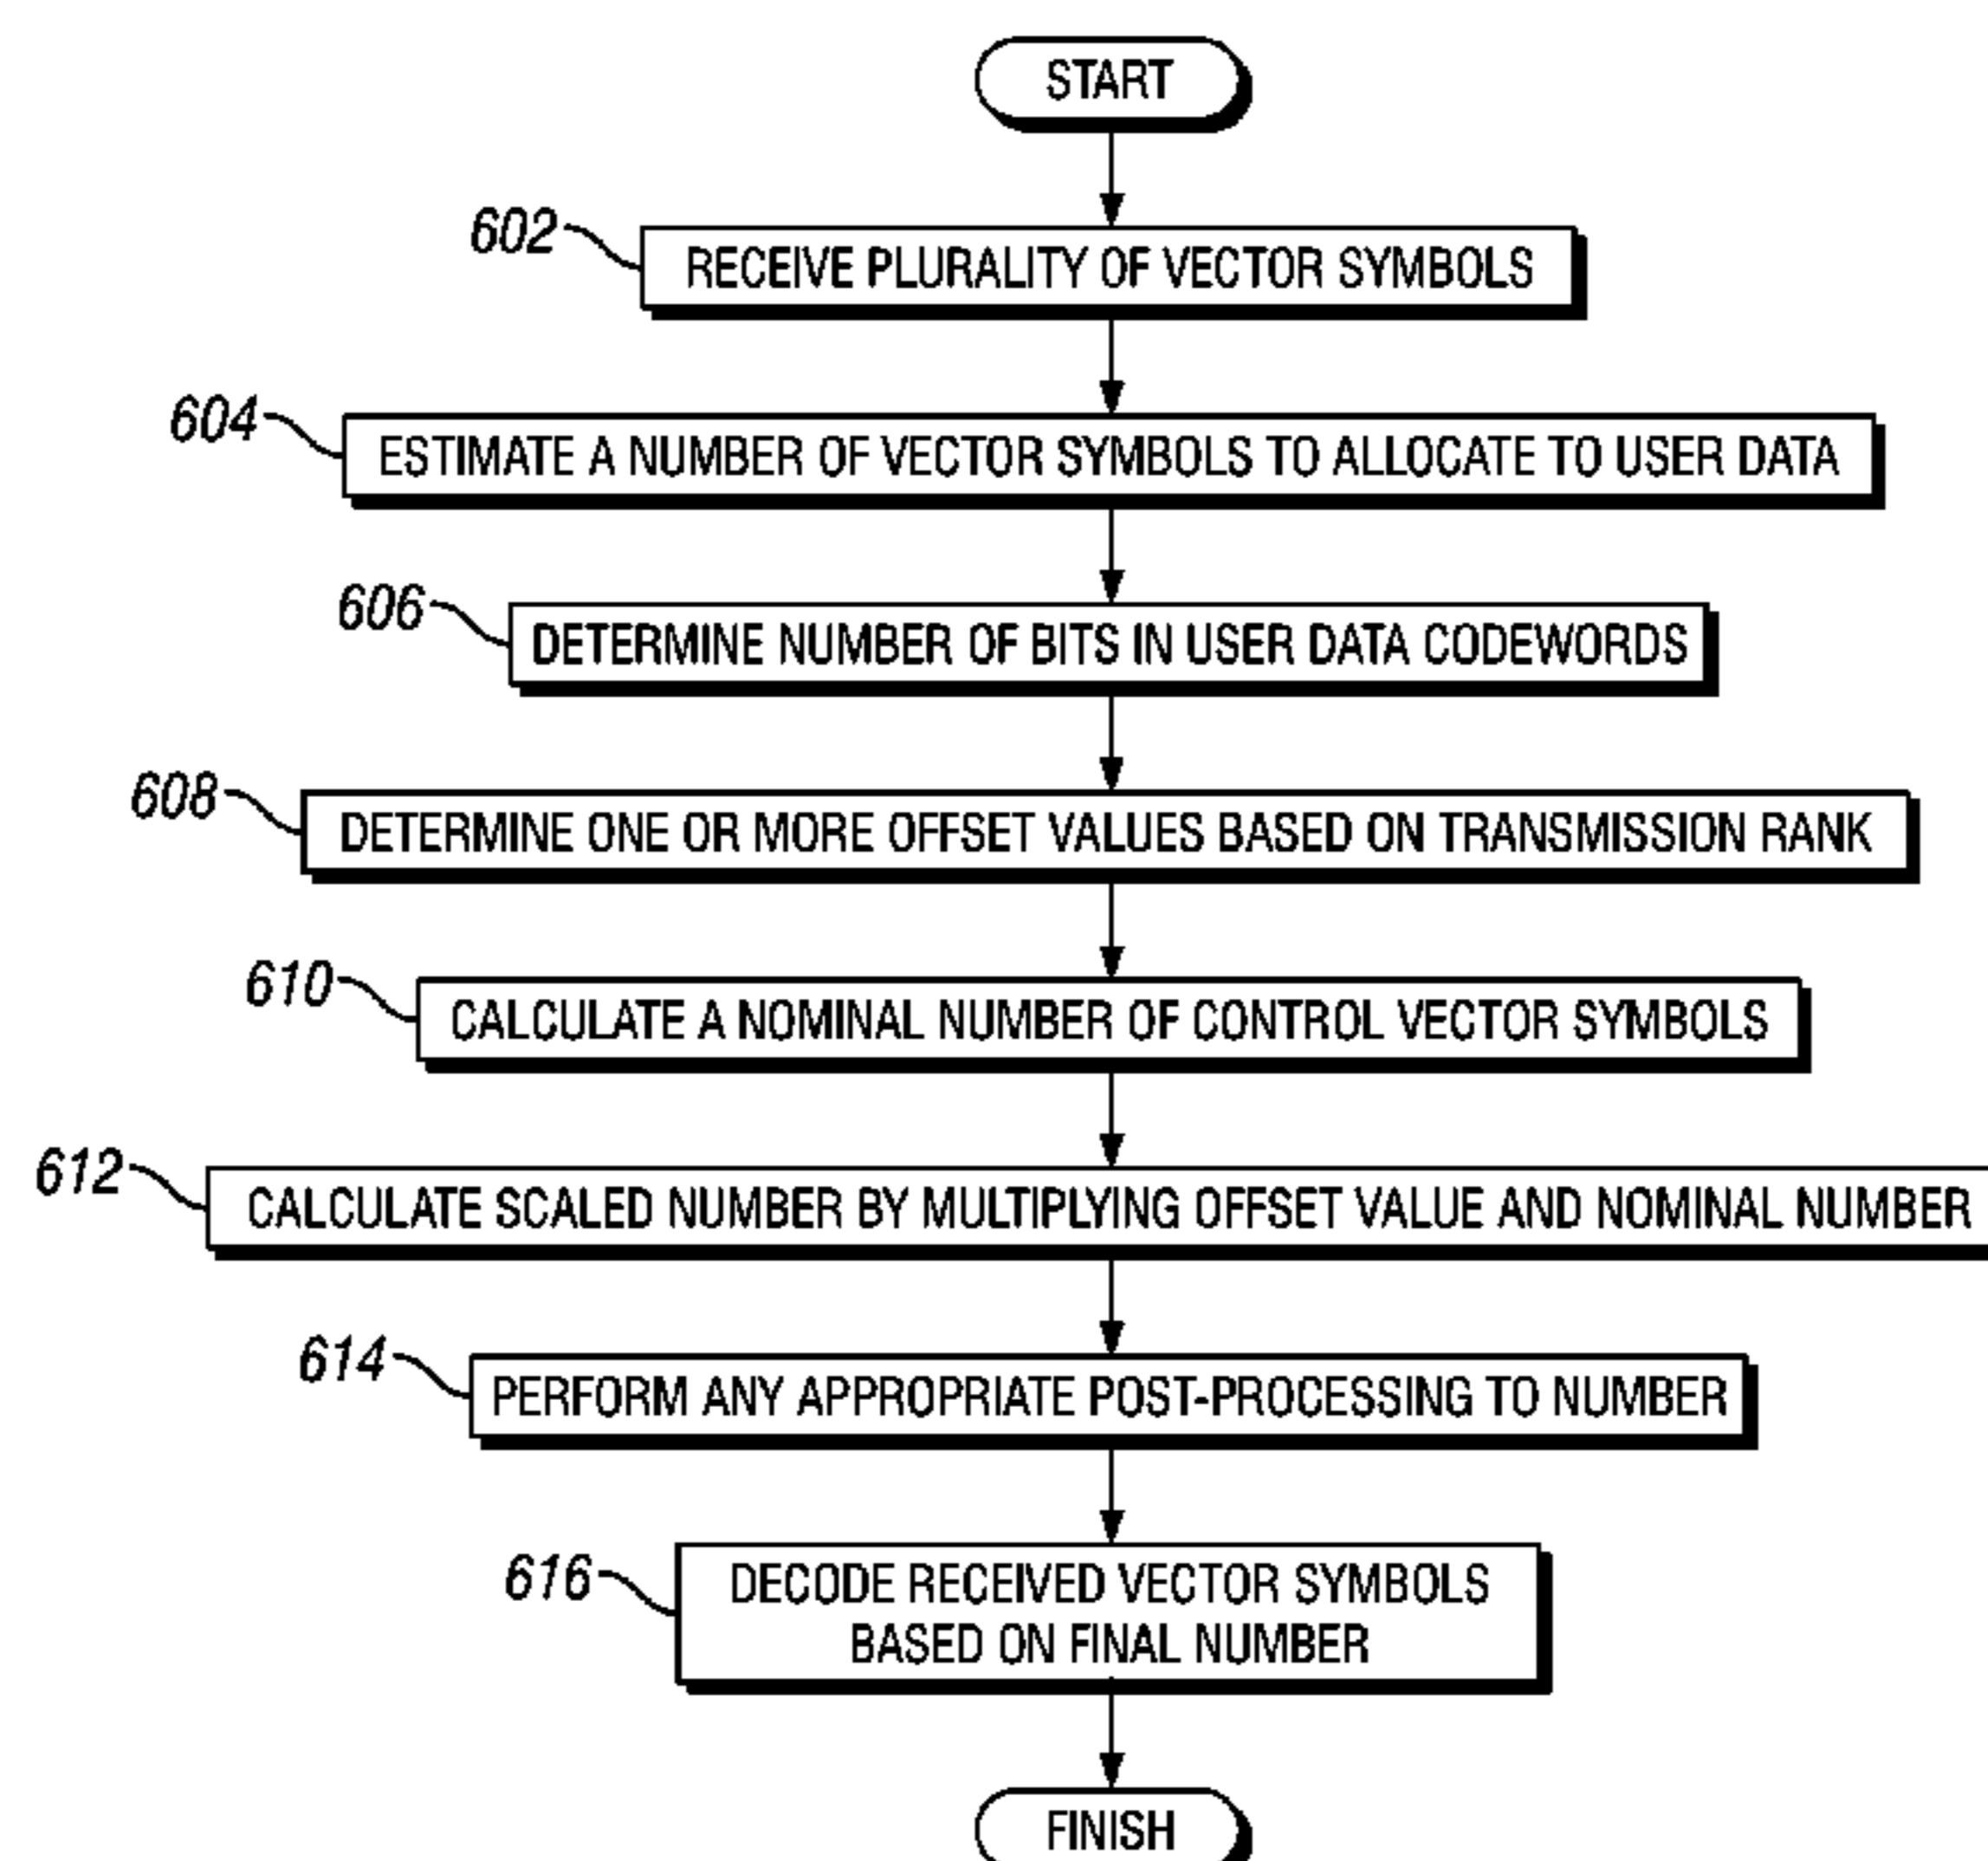 START
602
RECEIVE PLURALITY OF VECTOR SYMBOLS
604
ESTIMATE A NUMBER OF VECTOR SYMBOLS TO ALLOCATE TO USER DATA
606
DETERMINE NUMBER OF BITS IN USER DATA CODEWORDS
608
DETERMINE ONE OR MORE OFFSET VALUES BASED ON TRANSMISSION RANK
610
CALCULATE A NOMINAL NUMBER OF CONTROL VECTOR SYMBOLS
612
CALCULATE SCALED NUMBER BY MULTIPLYING OFFSET VALUE AND NOMINAL NUMBER
614
PERFORM ANY APPROPRIATE POST-PROCESSING TO NUMBER
616
DECODE RECEIVED VECTOR SYMBOLS
BASED ON FINAL NUMBER
FINISH